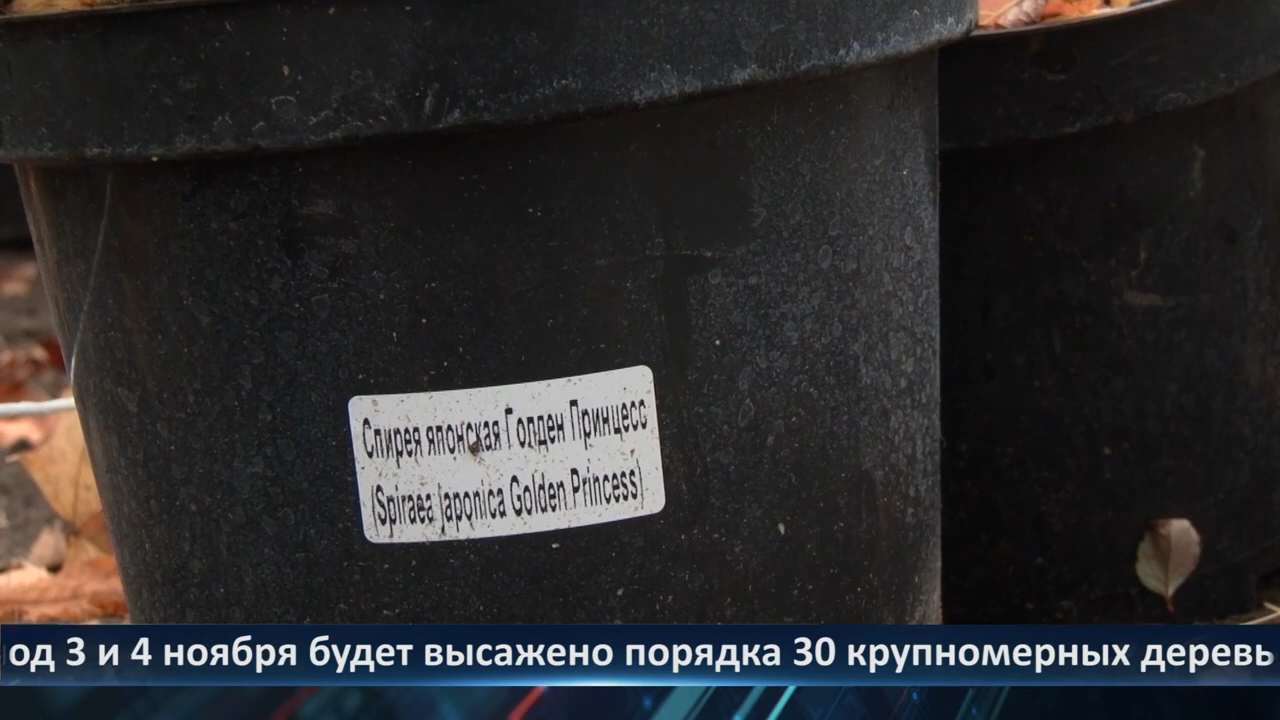 Спирея японская Голден Принцесс
(Spiraea japonica Golden Princess)
од 3 и 4 ноября будет высажено порядка 30 крупномерных деревь